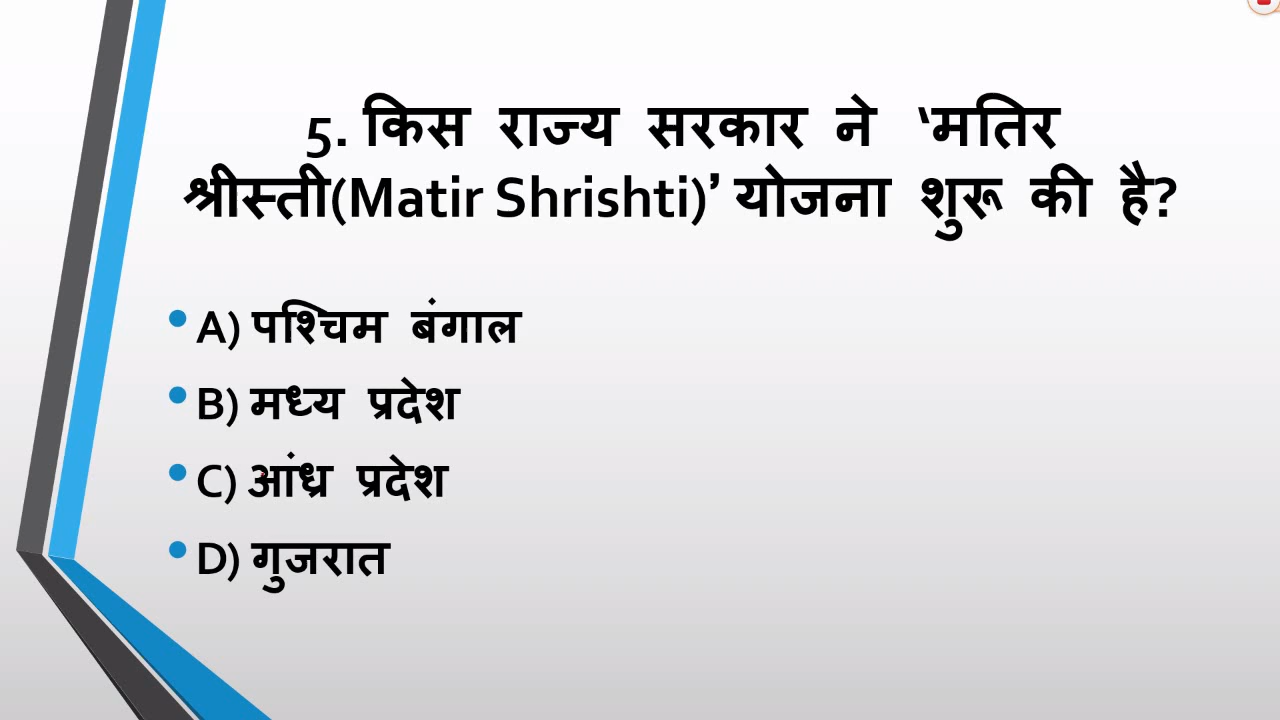 5. किस राज्य सरकार ने ‘मतिर
श्रीस्ती(Matir Shrishti)’ योजना शुरू की है?
A) पश्चिम बंगाल
B) मध्य प्रदेश
C) आंध्र प्रदेश
D) गुजरात